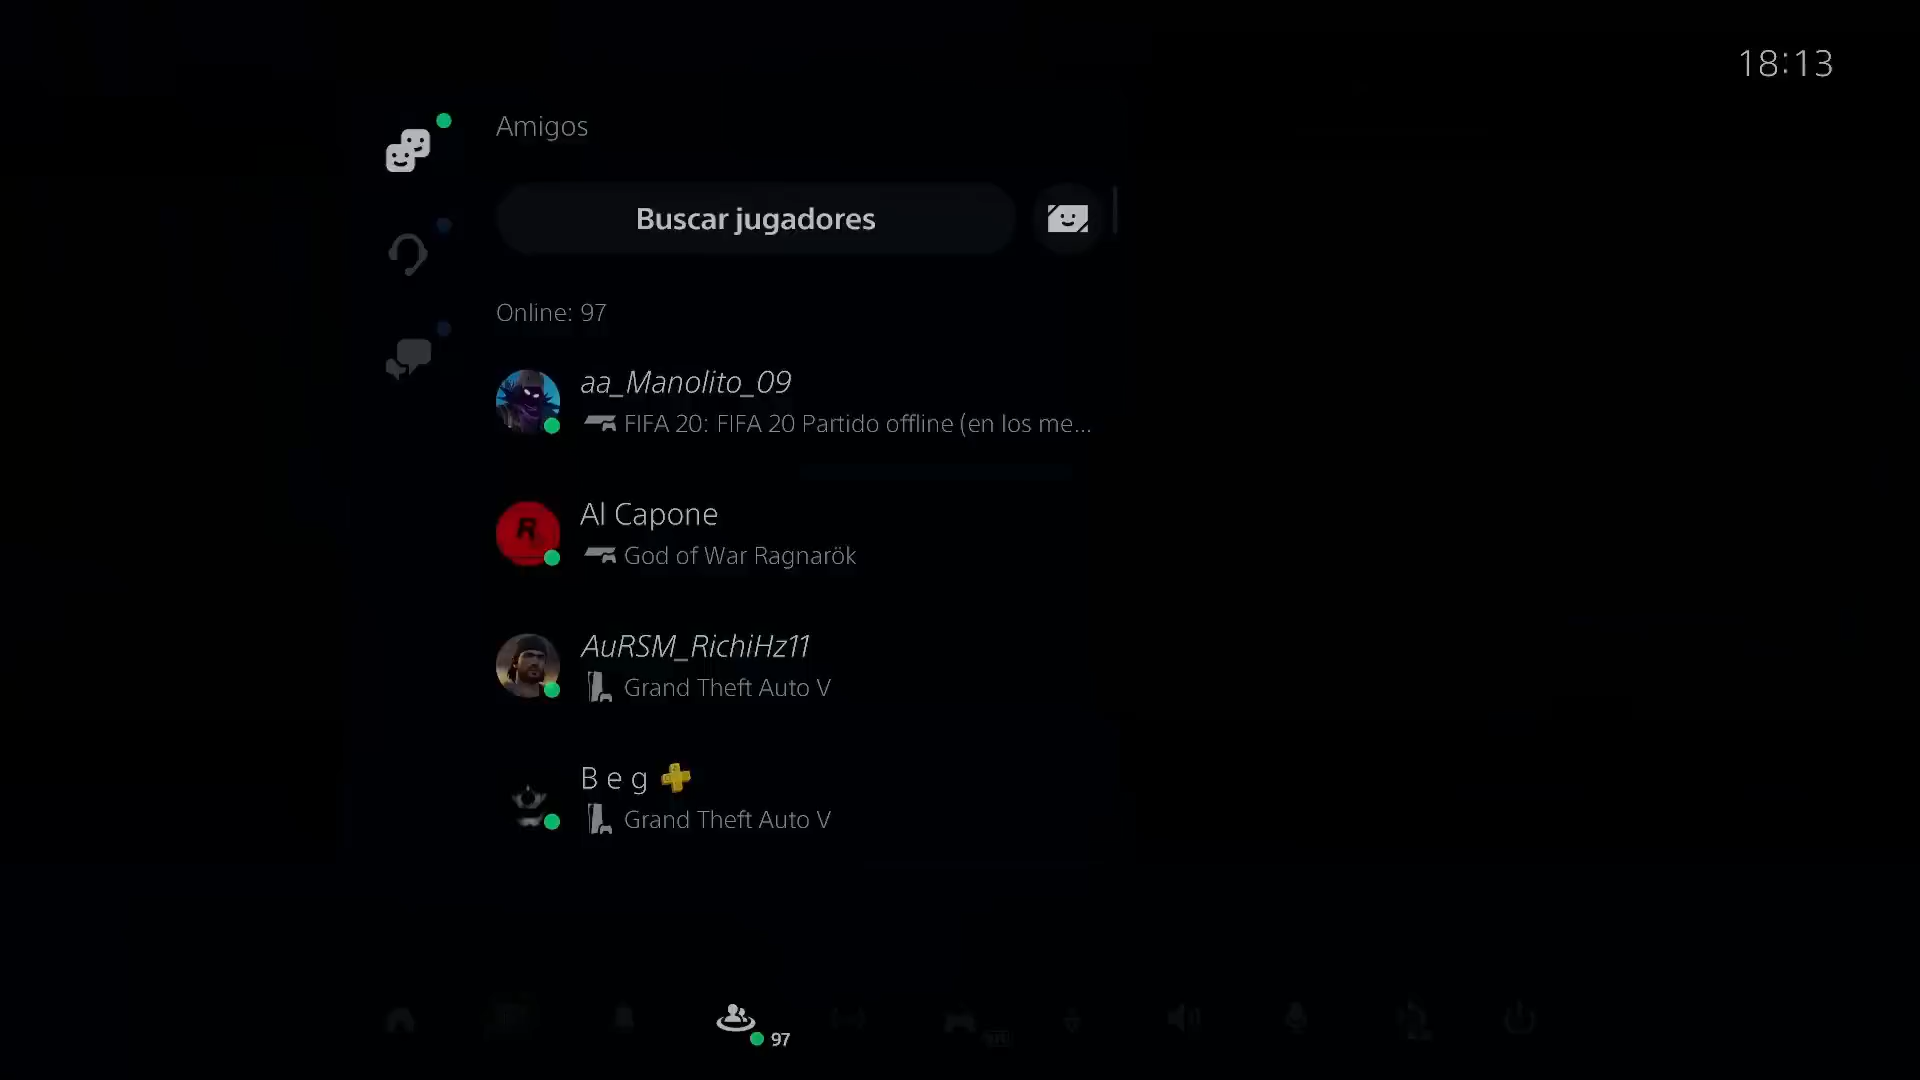 18:13
Amigos
Buscar jugadores
Online: 97
aa_Manolito_09
FIFA 20: FIFA 20 Partido offline (en los me...
Al Capone
God of War Ragnarök
AuRSM_RichiHz11
Grand Theft Auto V
B e g
Grand Theft Auto V
97